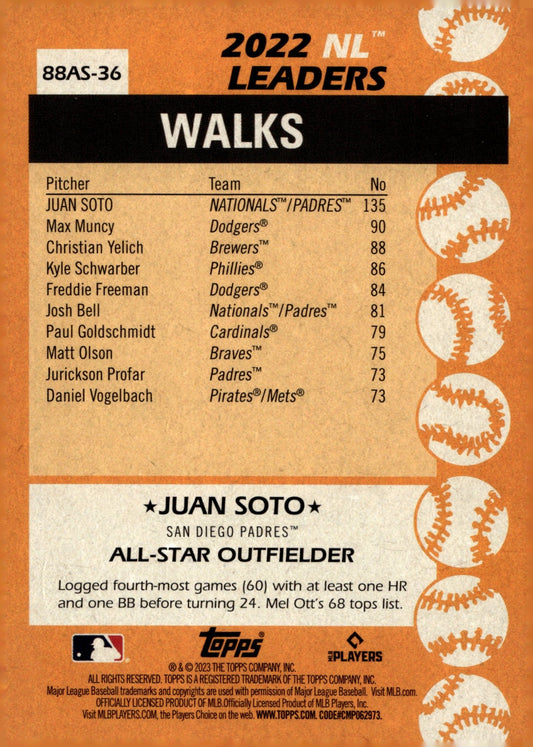 2022 NL™
LEADERS
88AS-36
WALKS
Pitcher Team No
JUAN SOTO NATIONALS™/PADRES™ 135
Max Muncy Dodgers® 90
Christian Yelich Brewers™ 88
Kyle Schwarber Phillies® 86
Freddie Freeman Dodgers® 84
Josh Bell Nationals™/Padres™ 81
Paul Goldschmidt Cardinals® 79
Matt Olson Braves™ 75
Jurickson Profar Padres™ 73
Daniel Vogelbach Pirates®/Mets® 73
★JUAN SOTO★
SAN DIEGO PADRES™
ALL-STAR OUTFIELDER
Logged fourth-most games (60) with at least one HR
and one BB before turning 24. Mel Ott's 68 tops list.
Topps® MLB PLAYERS
® & © 2023 THE TOPPS COMPANY, INC.
ALL RIGHTS RESERVED. TOPPS IS A REGISTERED TRADEMARK OF THE TOPPS COMPANY, INC.
Major League Baseball trademarks and copyrights are used with permission of Major League Baseball. Visit MLB.com.
OFFICIALLY LICENSED PRODUCT OF MLB.Officially Licensed Product of MLB Players, Inc.
Visit MLBPLAYERS.COM, the Players Choice on the web. WWW.TOPPS.COM. CODE#CMP062973.